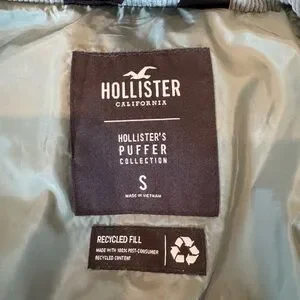 HOLLISTER
CALIFORNIA
HOLLISTER'S
PUFFER
COLLECTION
S
MADE IN VIETNAM
RECYCLED FILL
MADE WITH 100% POST-CONSUMER
RECYCLED CONTENT